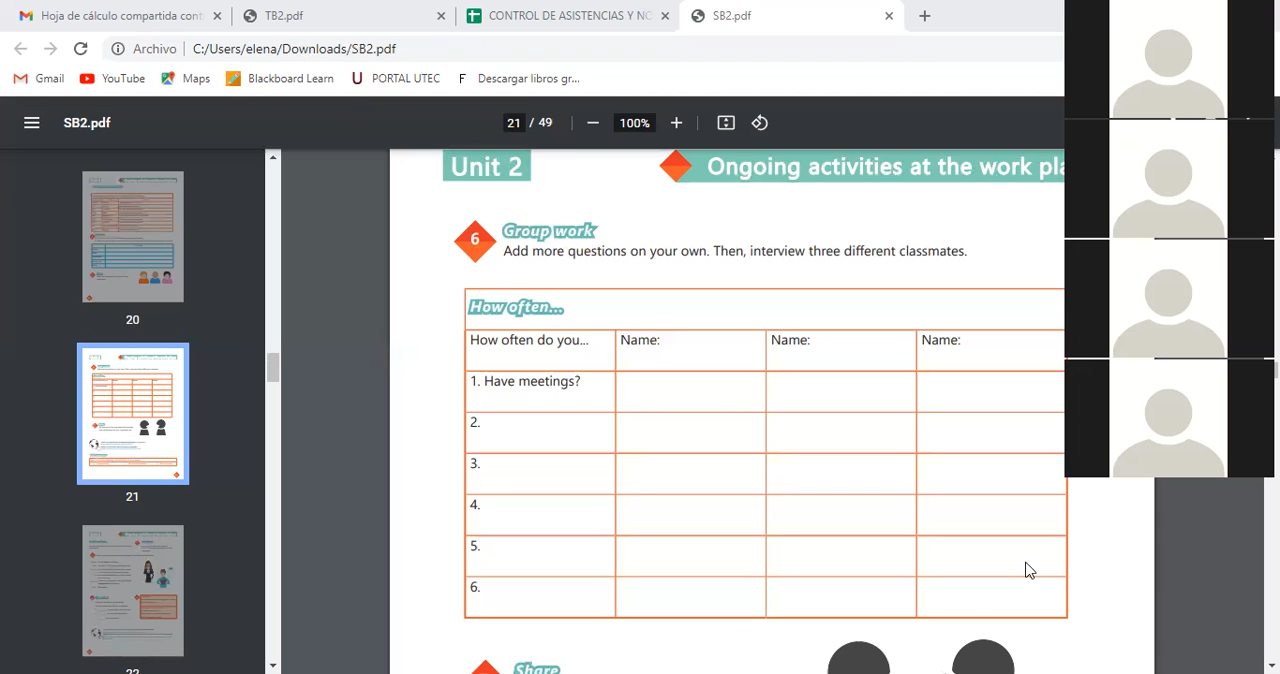 Hoja de cálculo compartida cont
TB2.pdf
CONTROL DE ASISTENCIAS Y NO
SB2.pdf
Archivo
C:/Users/elena/Downloads/SB2.pdf
Gmail
YouTube
Maps
Blackboard Learn
PORTAL UTEC
Descargar libros gr...
SB2.pdf
21 / 49
100%
20
21
22
Unit 2
Ongoing activities at the work pla
6
Group work
Add more questions on your own. Then, interview three different classmates.
How often...
How often do you...
Name:
Name:
Name:
1. Have meetings?
2.
3.
4.
5.
6.
Share